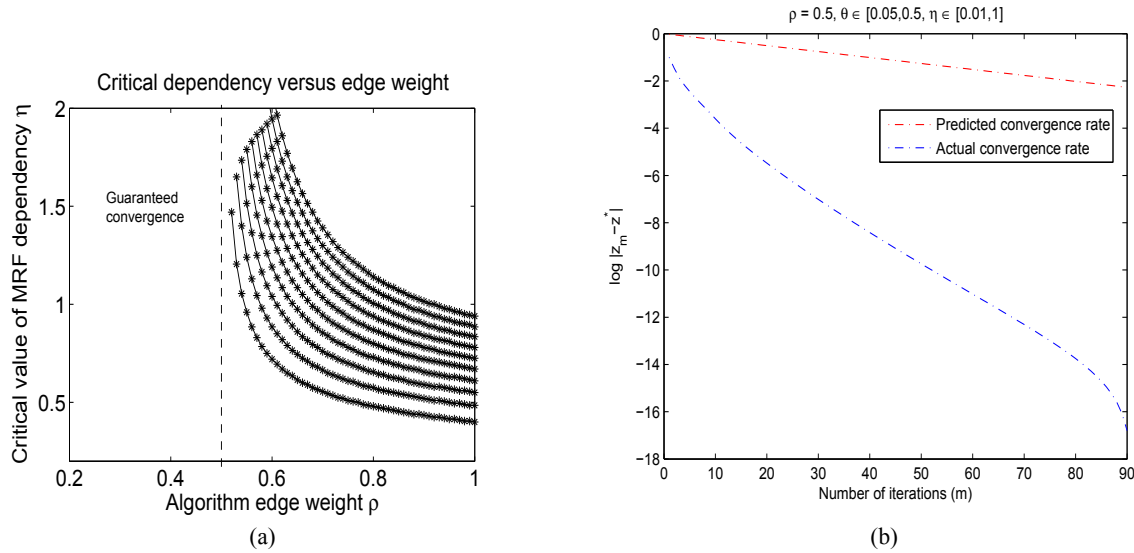 Critical dependency versus edge weight
Critical value of MRF dependency η
2
1.5
1
0.5
Guaranteed
convergence
0.2 0.4 0.6 0.8 1
Algorithm edge weight ρ
(a)
ρ = 0.5, θ ∈ [0.05,0.5, η ∈ [0.01,1]
log |z_m−z*|
0
−2
−4
−6
−8
−10
−12
−14
−16
−18
Predicted convergence rate
Actual convergence rate
0 10 20 30 40 50 60 70 80 90
Number of iterations (m)
(b)